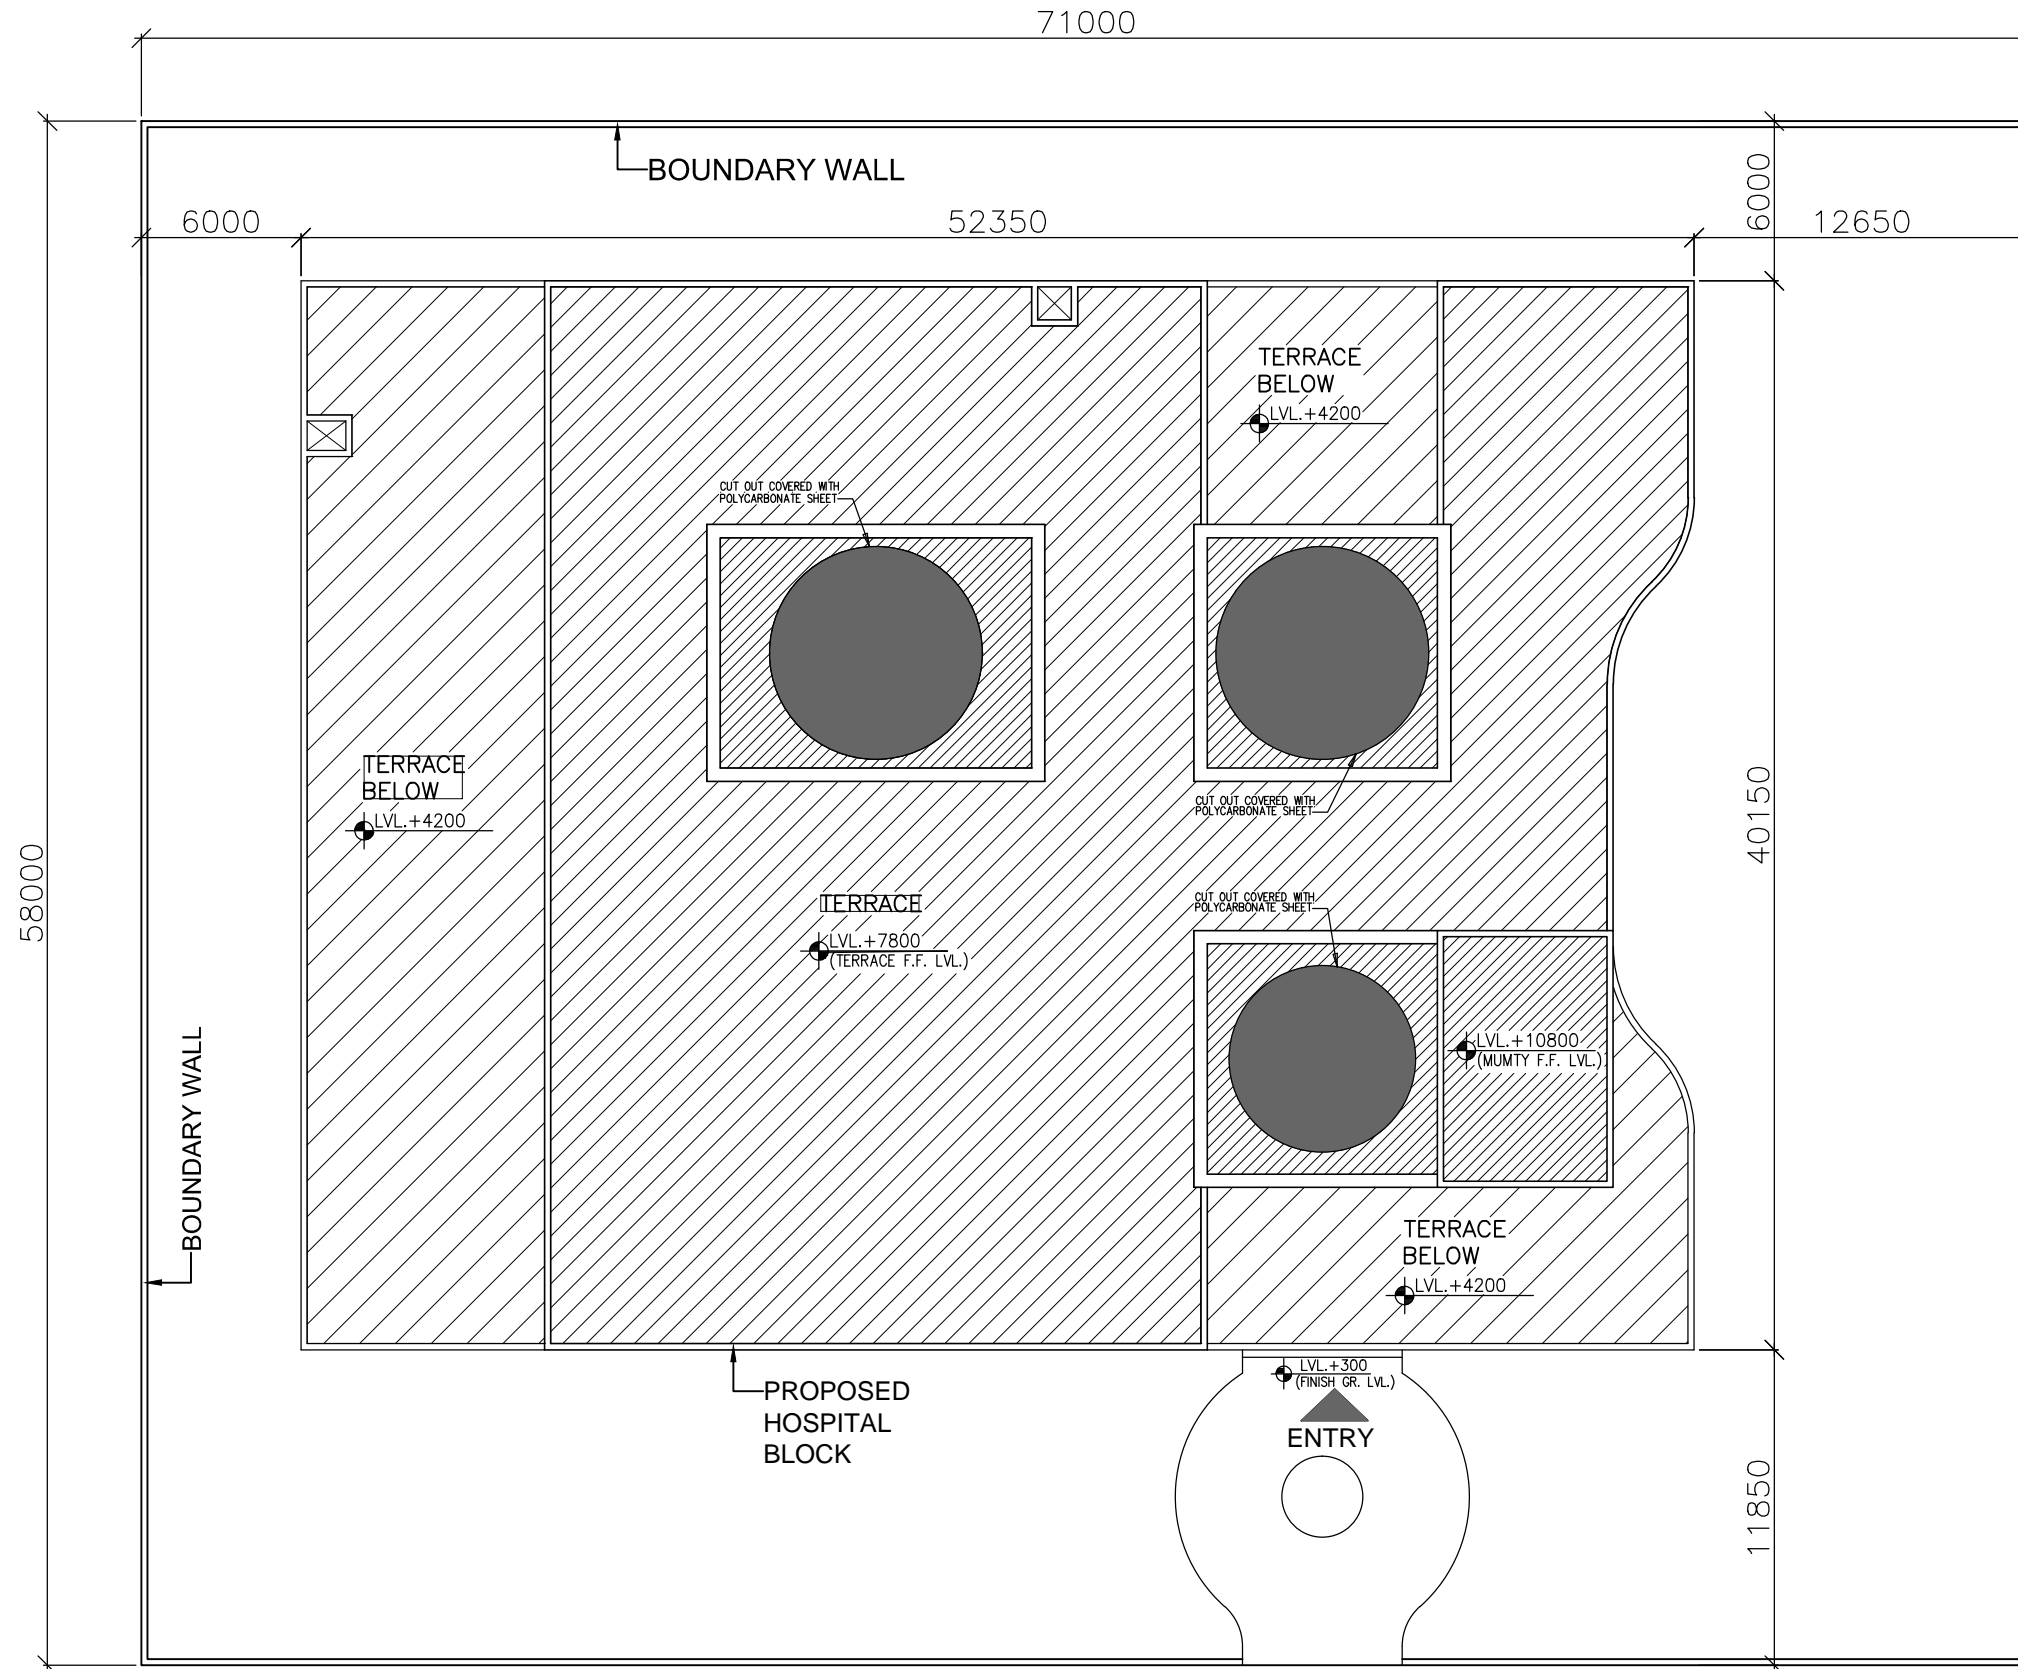 71000
BOUNDARY WALL
6000
6000
52350
12650
TERRACE
BELOW
LVL.+4200
CUT OUT COVERED WITH
POLYCARBONATE SHEET
TERRACE
BELOW
LVL.+4200
CUT OUT COVERED WITH
POLYCARBONATE SHEET
40150
58000
TERRACE
LVL.+7800
(TERRACE F.F. LVL.)
CUT OUT COVERED WITH
POLYCARBONATE SHEET
LVL.+10800
(MUMTY F.F. LVL.)
BOUNDARY WALL
TERRACE
BELOW
LVL.+4200
LVL.+300
(FINISH GR. LVL.)
PROPOSED
HOSPITAL
BLOCK
ENTRY
11850